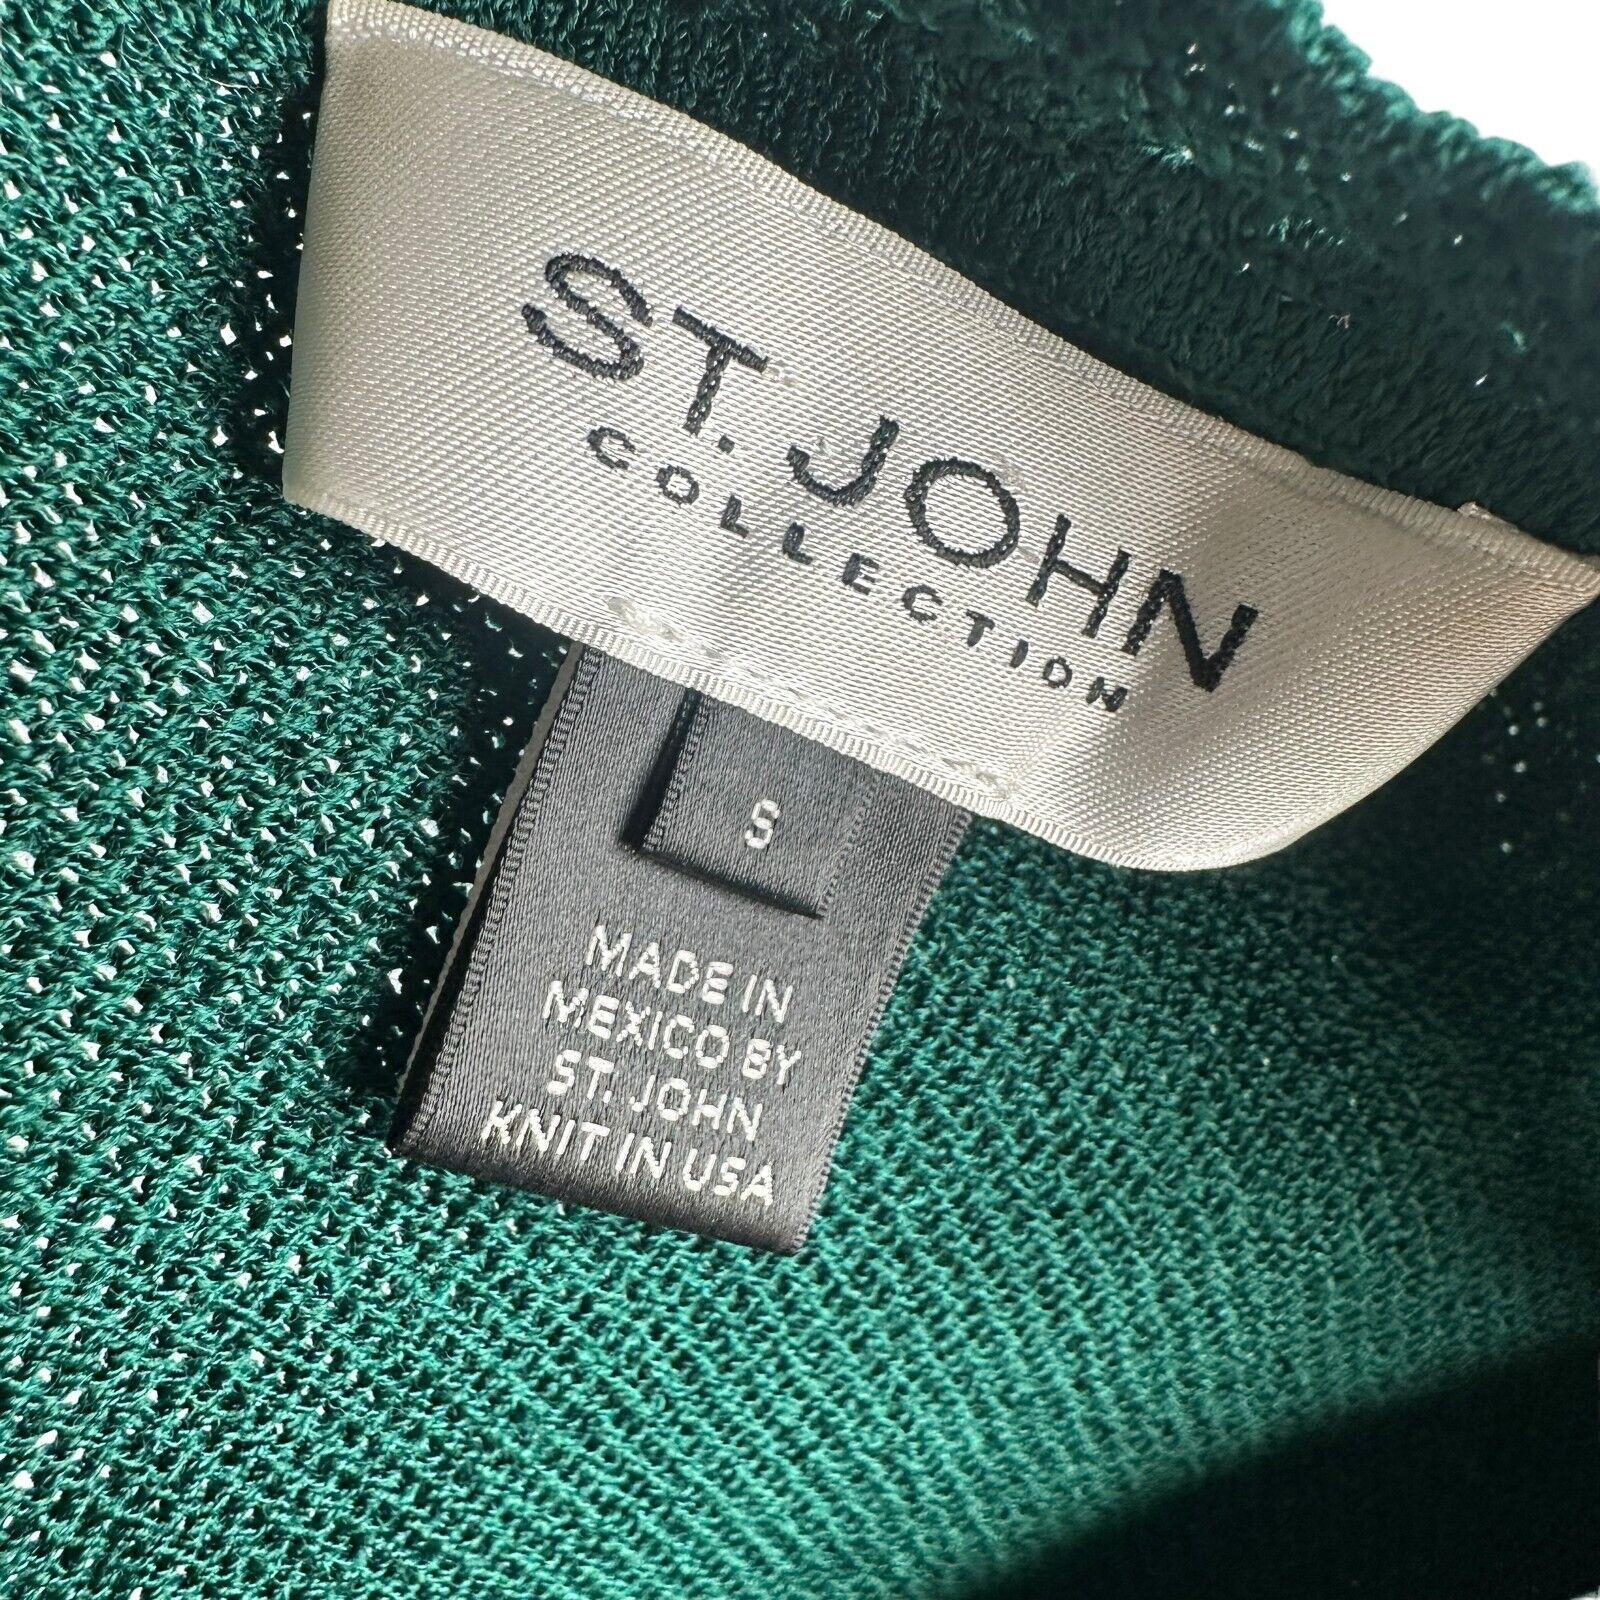 ST. JOHN
COLLECTION
S
MADE IN
MEXICO BY
ST. JOHN
KNIT IN USA